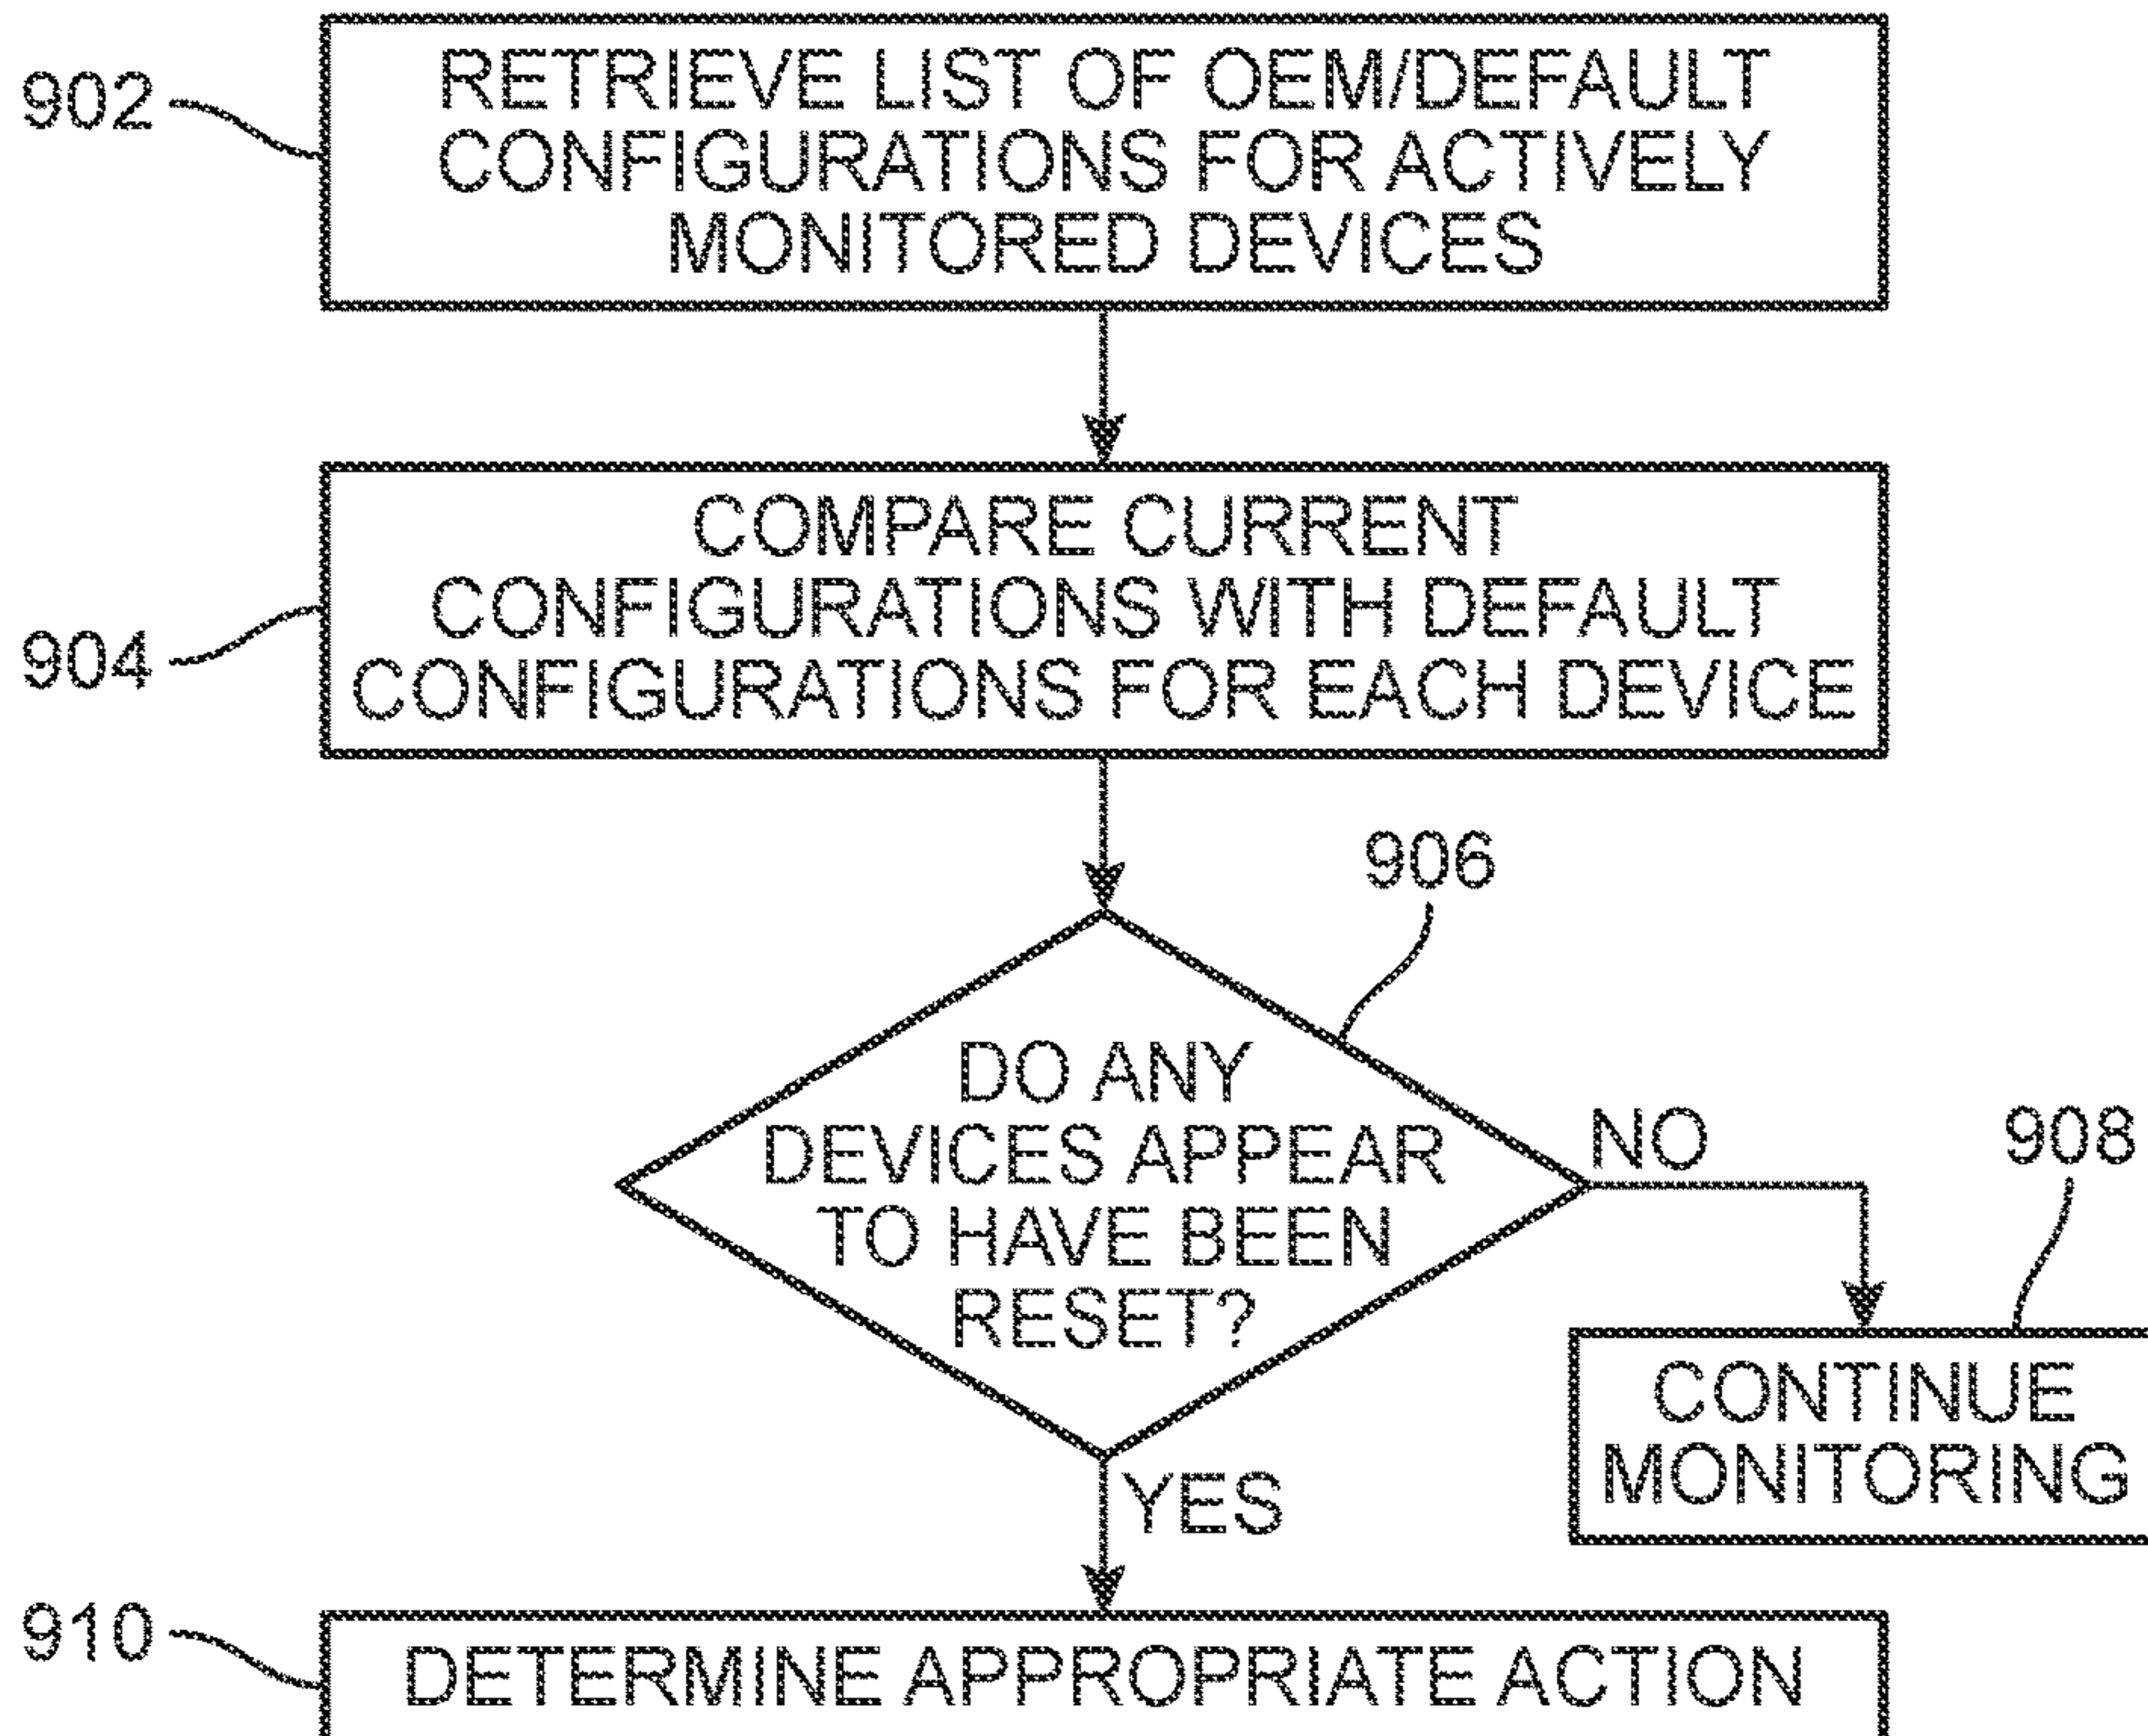 902
RETRIEVE LIST OF OEM/DEFAULT
CONFIGURATIONS FOR ACTIVELY
MONITORED DEVICES
904
COMPARE CURRENT
CONFIGURATIONS WITH DEFAULT
CONFIGURATIONS FOR EACH DEVICE
906
DO ANY
DEVICES APPEAR
TO HAVE BEEN
RESET?
NO
908
CONTINUE
MONITORING
YES
910
DETERMINE APPROPRIATE ACTION